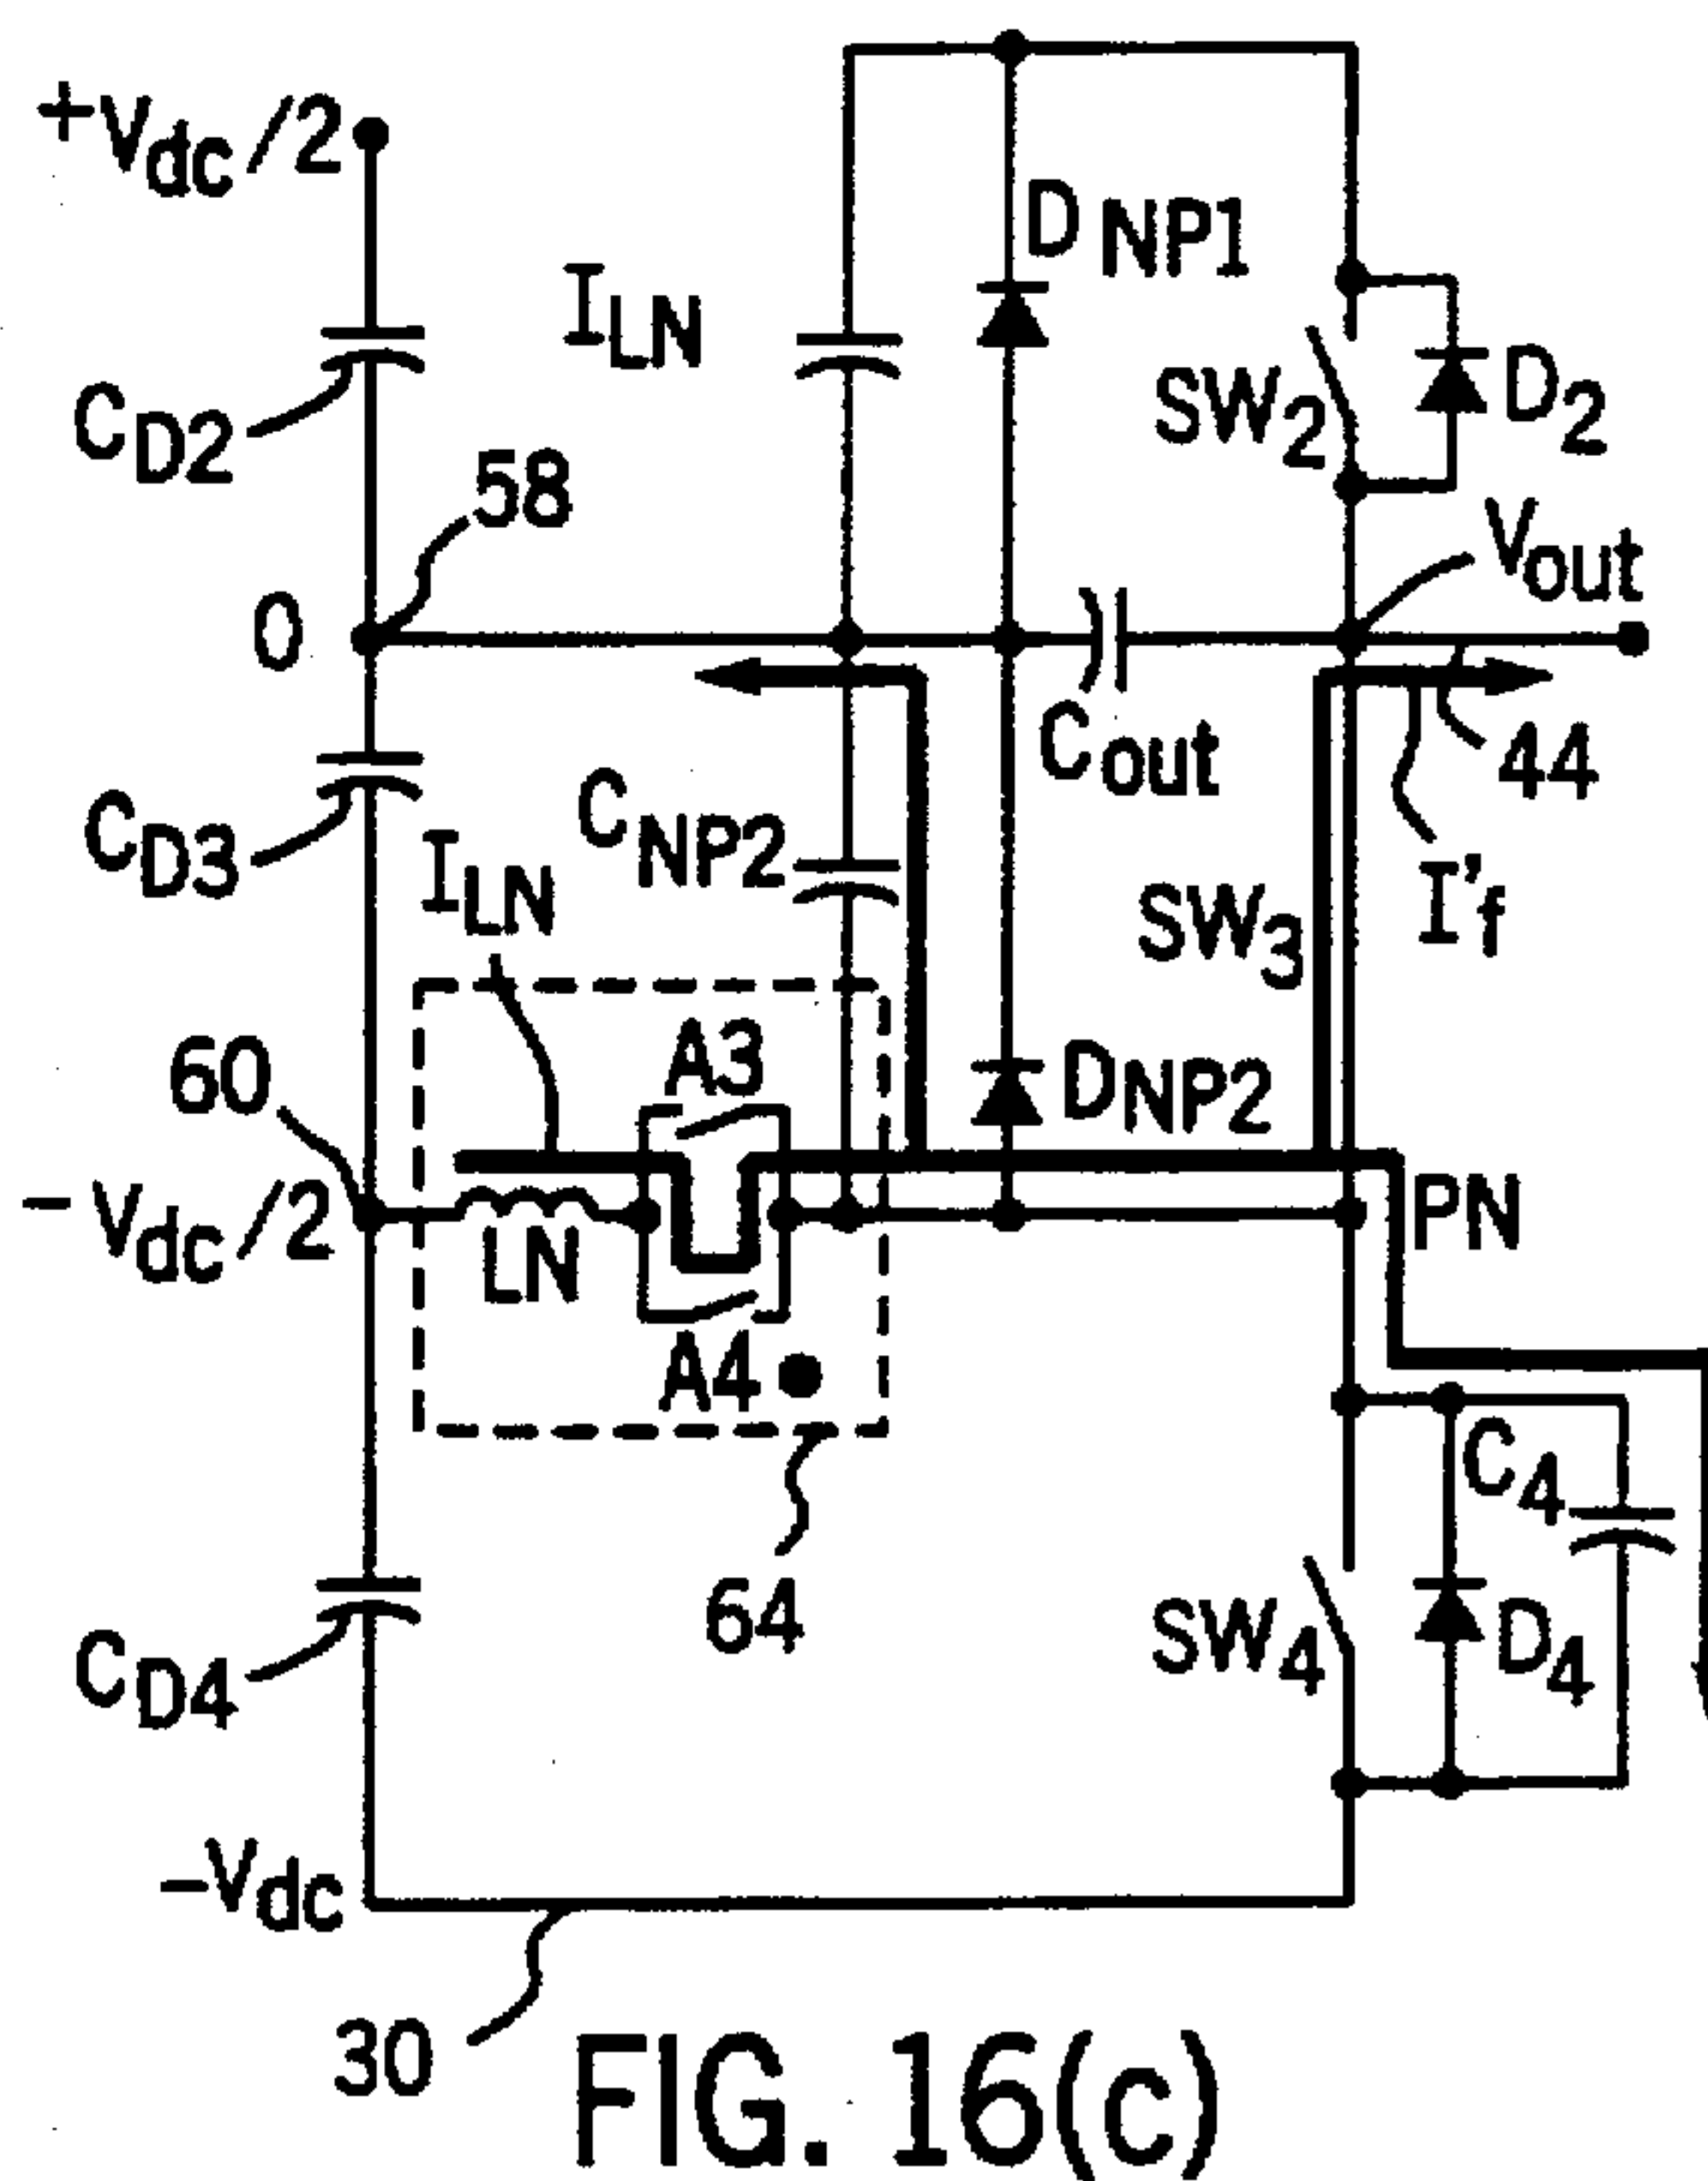 +Vdc/2
DNP1
ILN
CD2
SW2
D2
58
Vout
0
Cout
44
CD3
CNP2
ILN
SW3
I'f
60
A3
DNP2
-Vdc/2
LN
PN
A4
C4
64
SW4
D4
CD4
-Vdc
30
FIG. 16(c)